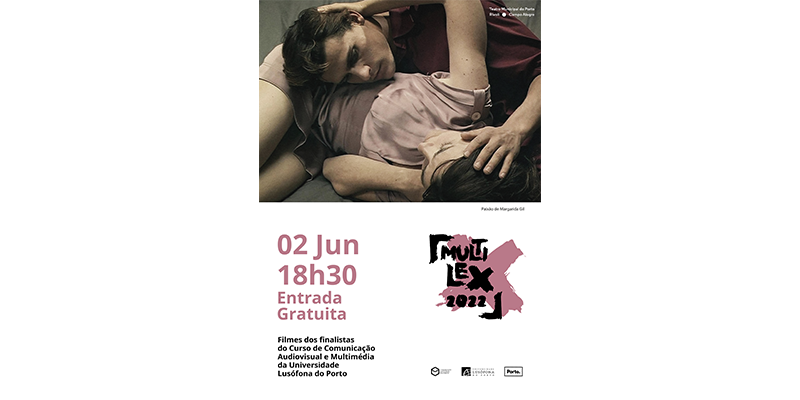 Teatro Municipal do Porto
Rivoli Campo Alegre
Paixão de Margarida Gil
02 Jun
18h30
Entrada
Gratuita
MULTI
LEX
2022
Filmes dos finalistas
do Curso de Comunicação
Audiovisual e Multimédia
da Universidade
Lusófona do Porto
LUSÓFONA
Porto.